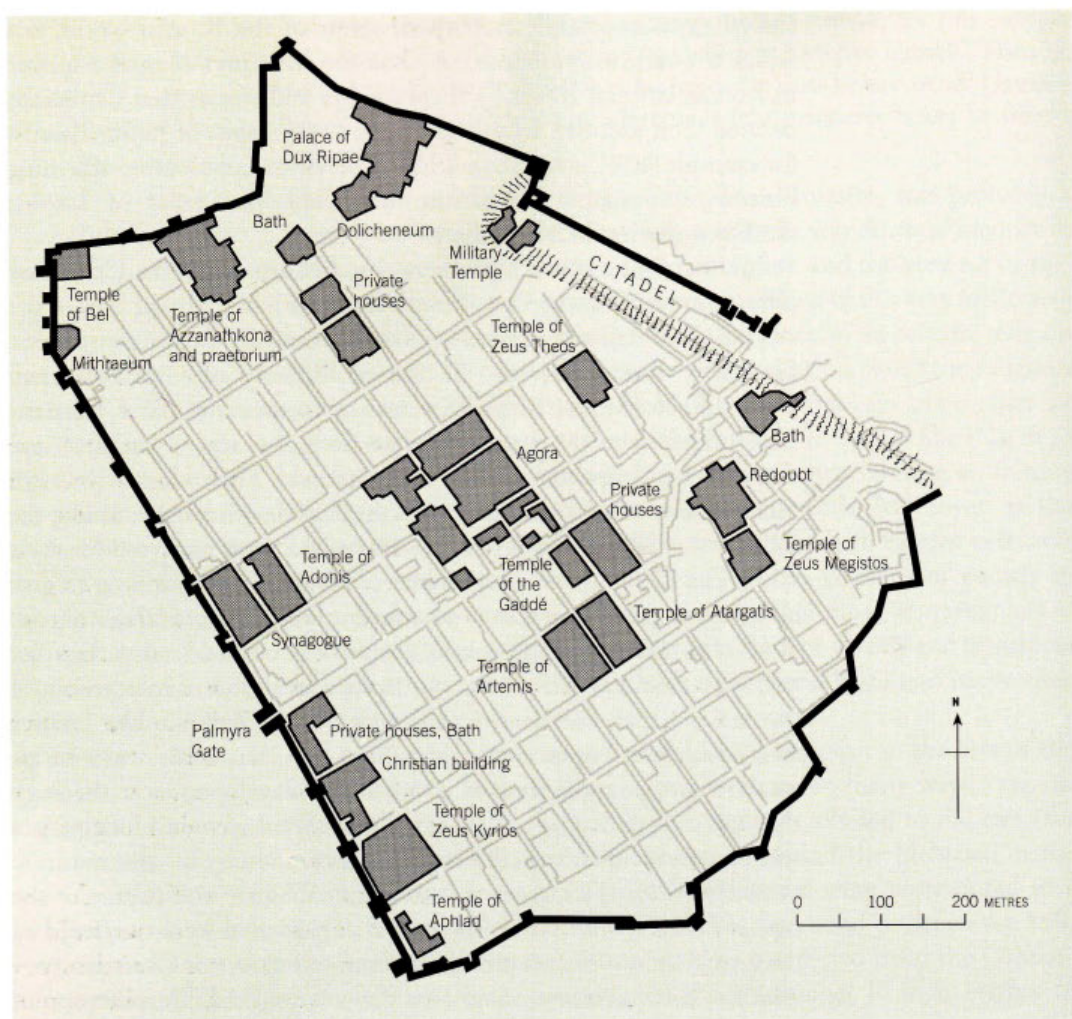 Palace of
Dux Ripae
Bath
Dolicheneum
Military
Temple
CITADEL
Private
houses
Temple
of Bel
Temple of
Azzanathkona
and praetorium
Temple of
Zeus Theos
Mithraeum
Bath
Agora
Redoubt
Private
houses
Temple of
Adonis
Temple
of the
Gaddé
Temple of
Zeus Megistos
Synagogue
Temple of Atargatis
Temple of
Artemis
N
Palmyra
Gate
Private houses, Bath
Christian building
Temple of
Zeus Kyrios
Temple of
Aphlad
0 100 200 METRES